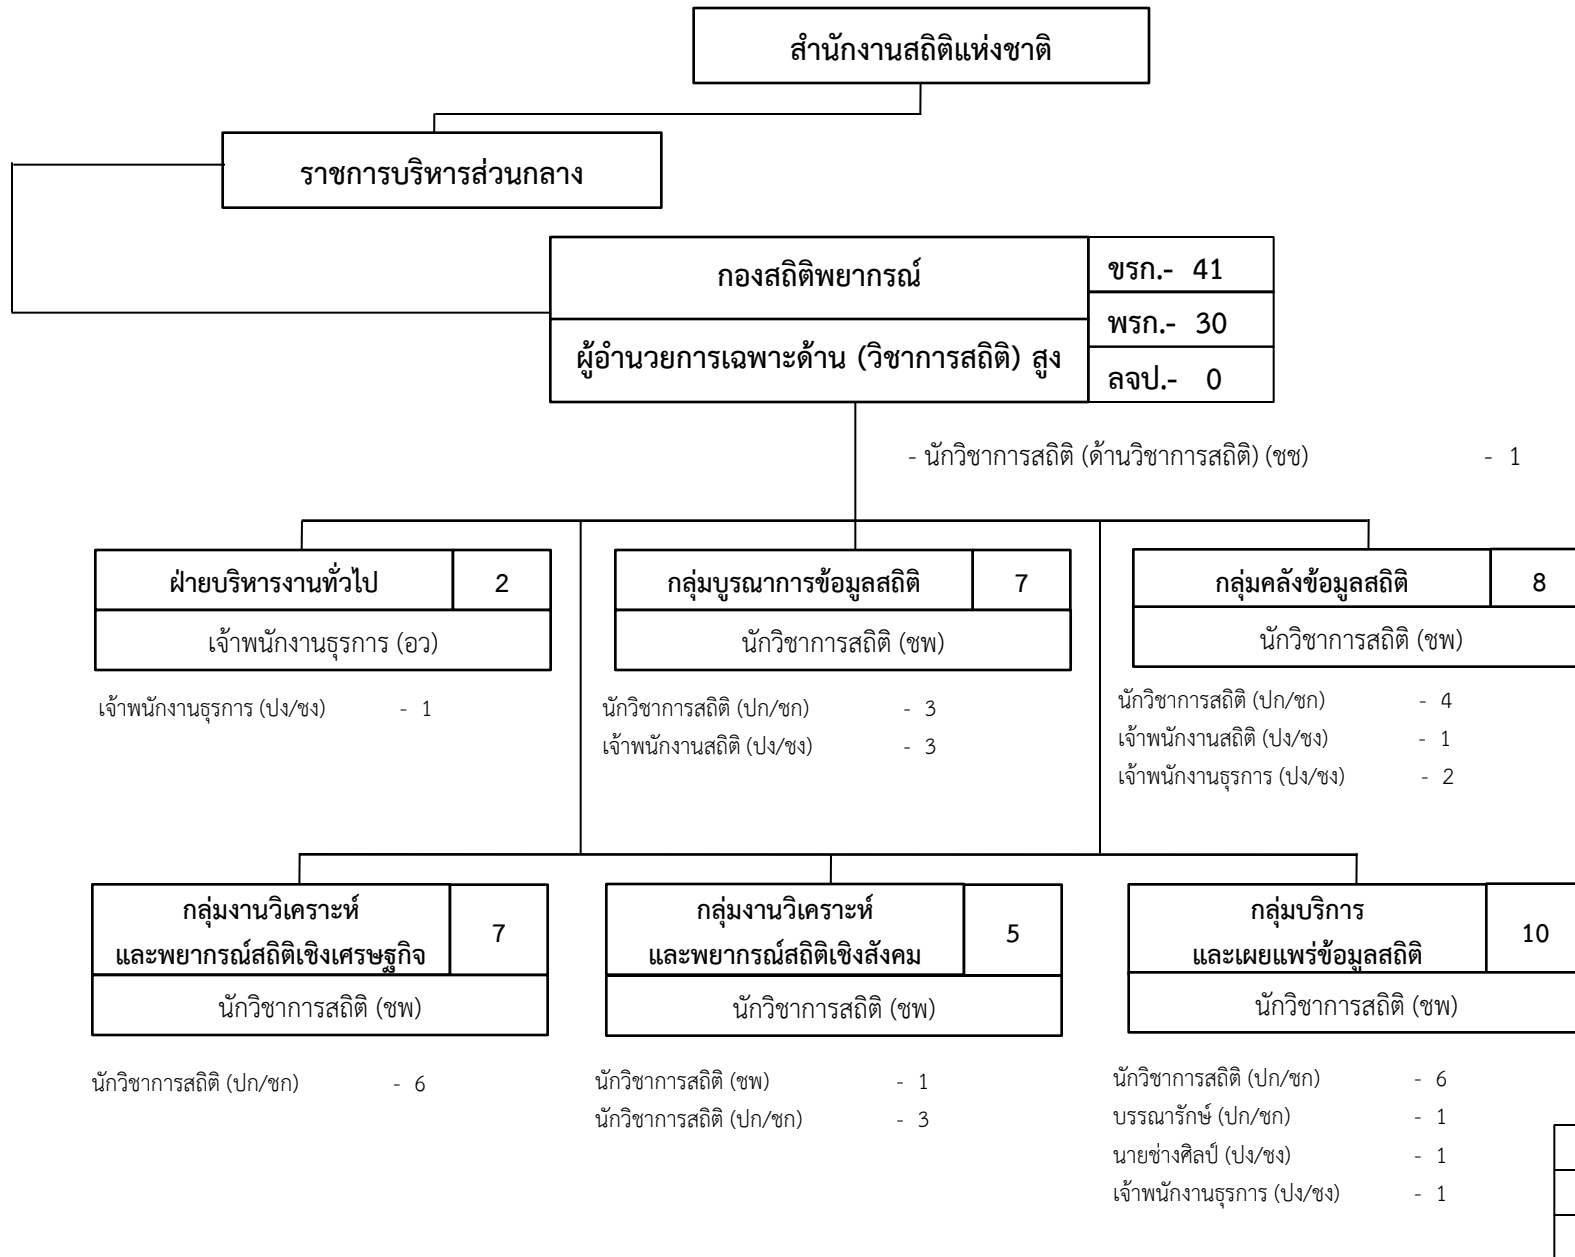 สำนักงานสถิติแห่งชาติ
ราชการบริหารส่วนกลาง
กองสถิติพยากรณ์
ขรก.- 41
พรก.- 30
ผู้อำนวยการเฉพาะด้าน (วิชาการสถิติ) สูง
ลจป.- 0
- นักวิชาการสถิติ (ด้านวิชาการสถิติ) (ชช) - 1
ฝ่ายบริหารงานทั่วไป 2
เจ้าพนักงานธุรการ (อว)
เจ้าพนักงานธุรการ (ปง/ชง) - 1
กลุ่มบูรณาการข้อมูลสถิติ 7
นักวิชาการสถิติ (ชพ)
นักวิชาการสถิติ (ปก/ชก) - 3
เจ้าพนักงานสถิติ (ปง/ชง) - 3
กลุ่มคลังข้อมูลสถิติ 8
นักวิชาการสถิติ (ชพ)
นักวิชาการสถิติ (ปก/ชก) - 4
เจ้าพนักงานสถิติ (ปง/ชง) - 1
เจ้าพนักงานธุรการ (ปง/ชง) - 2
กลุ่มงานวิเคราะห์
และพยากรณ์สถิติเชิงเศรษฐกิจ 7
นักวิชาการสถิติ (ชพ)
นักวิชาการสถิติ (ปก/ชก) - 6
กลุ่มงานวิเคราะห์
และพยากรณ์สถิติเชิงสังคม 5
นักวิชาการสถิติ (ชพ)
นักวิชาการสถิติ (ชพ) - 1
นักวิชาการสถิติ (ปก/ชก) - 3
กลุ่มบริการ
และเผยแพร่ข้อมูลสถิติ 10
นักวิชาการสถิติ (ชพ)
นักวิชาการสถิติ (ปก/ชก) - 6
บรรณารักษ์ (ปก/ชก) - 1
นายช่างศิลป์ (ปง/ชง) - 1
เจ้าพนักงานธุรการ (ปง/ชง) - 1